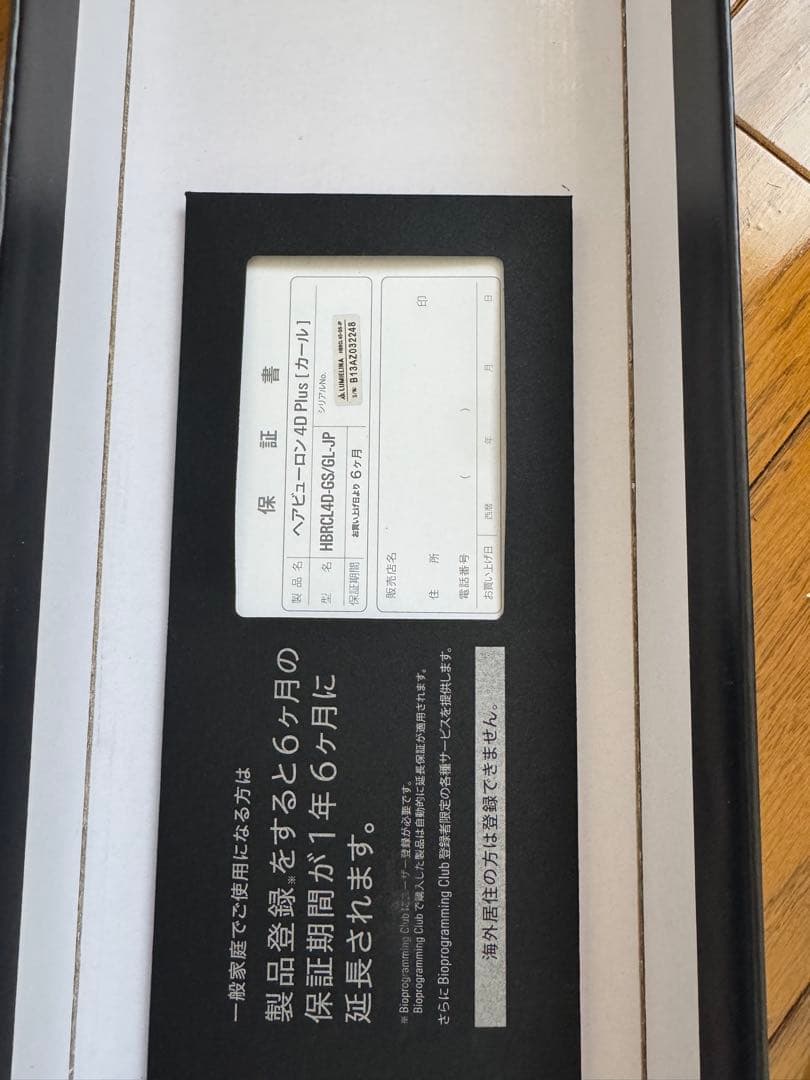 一般家庭でご使用になる方は
製品登録※をすると6ヶ月の
保証期間が1年6ヶ月に
延長されます。
※Bioprogramming Clubにユーザー登録が必要です。
Bioprogramming Clubで購入した製品は自動的に延長保証が適用されます。
さらにBioprogramming Club登録者限定の各種サービスを提供します。
海外居住の方は登録できません。
保証書
製品名 ヘアビューロン 4D Plus [カール]
型名 HBRCL4D-GS/GL-JP シリアルNo.
LUMIELINA HBRCL4D-GS-JP
S/N: B13AZ032248
保証期間 お買い上げ日より 6ヶ月
販売店名 印
住所
電話番号 ( )
お買い上げ日 西暦 年 月 日